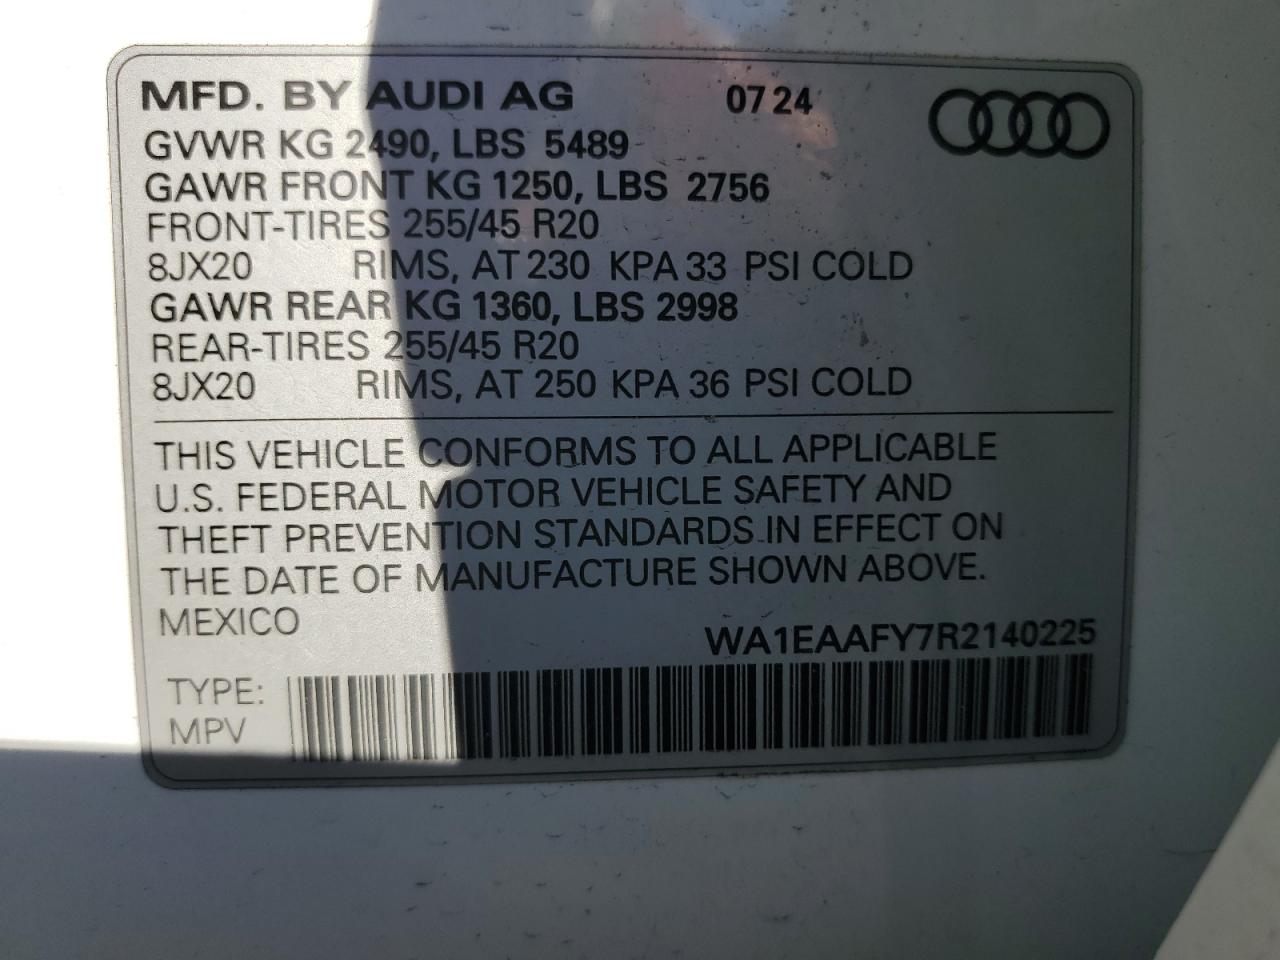 MFD. BY AUDI AG 07 24
GVWR KG 2490, LBS 5489
GAWR FRONT KG 1250, LBS 2756
FRONT-TIRES 255/45 R20
8JX20 RIMS, AT 230 KPA 33 PSI COLD
GAWR REAR KG 1360, LBS 2998
REAR-TIRES 255/45 R20
8JX20 RIMS, AT 250 KPA 36 PSI COLD
THIS VEHICLE CONFORMS TO ALL APPLICABLE
U.S. FEDERAL MOTOR VEHICLE SAFETY AND
THEFT PREVENTION STANDARDS IN EFFECT ON
THE DATE OF MANUFACTURE SHOWN ABOVE.
MEXICO
WA1EAAFY7R2140225
TYPE:
MPV